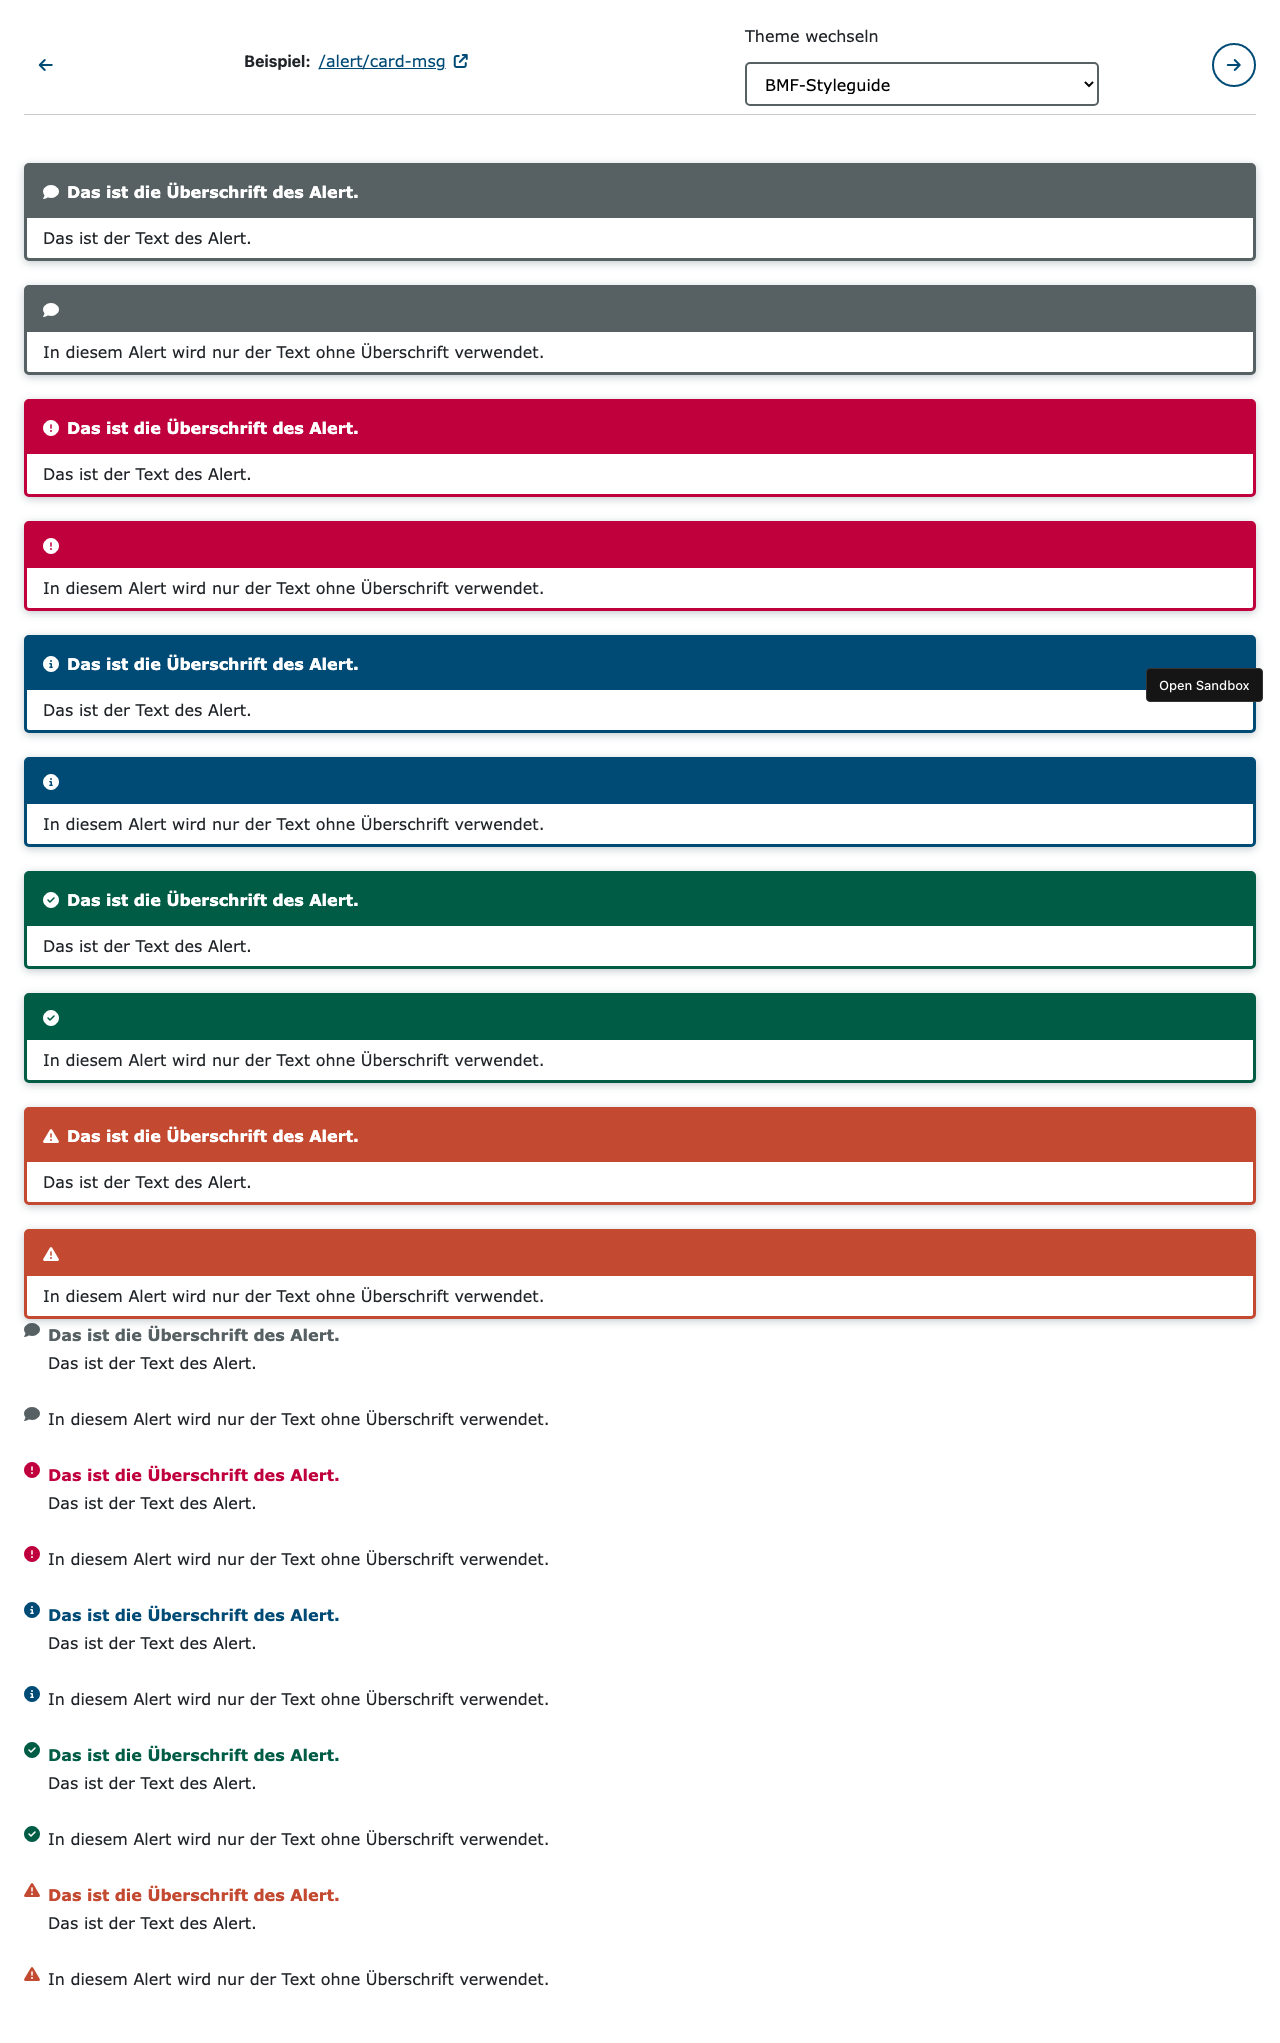 Beispiel: /alert/card-msg
Theme wechseln
BMF-Styleguide
Das ist die Überschrift des Alert.
Das ist der Text des Alert.
In diesem Alert wird nur der Text ohne Überschrift verwendet.
Das ist die Überschrift des Alert.
Das ist der Text des Alert.
In diesem Alert wird nur der Text ohne Überschrift verwendet.
Das ist die Überschrift des Alert.
Open Sandbox
Das ist der Text des Alert.
In diesem Alert wird nur der Text ohne Überschrift verwendet.
Das ist die Überschrift des Alert.
Das ist der Text des Alert.
In diesem Alert wird nur der Text ohne Überschrift verwendet.
Das ist die Überschrift des Alert.
Das ist der Text des Alert.
In diesem Alert wird nur der Text ohne Überschrift verwendet.
Das ist die Überschrift des Alert.
Das ist der Text des Alert.
In diesem Alert wird nur der Text ohne Überschrift verwendet.
Das ist die Überschrift des Alert.
Das ist der Text des Alert.
In diesem Alert wird nur der Text ohne Überschrift verwendet.
Das ist die Überschrift des Alert.
Das ist der Text des Alert.
In diesem Alert wird nur der Text ohne Überschrift verwendet.
Das ist die Überschrift des Alert.
Das ist der Text des Alert.
In diesem Alert wird nur der Text ohne Überschrift verwendet.
Das ist die Überschrift des Alert.
Das ist der Text des Alert.
In diesem Alert wird nur der Text ohne Überschrift verwendet.